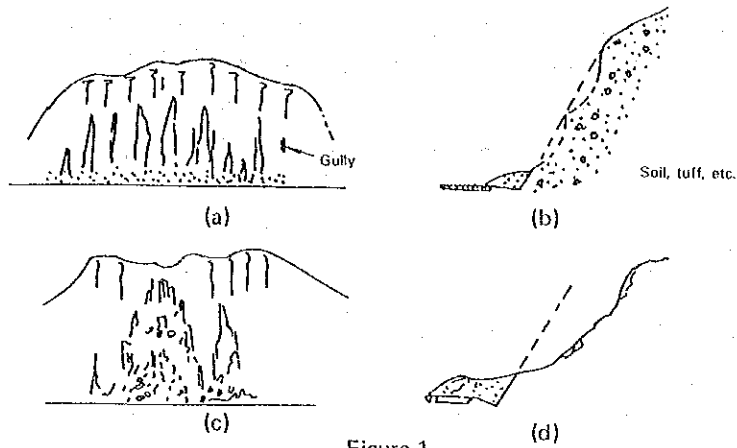 Gully
Soil, tuff, etc.
(a)
(b)
(c)
(d)
Figure 1